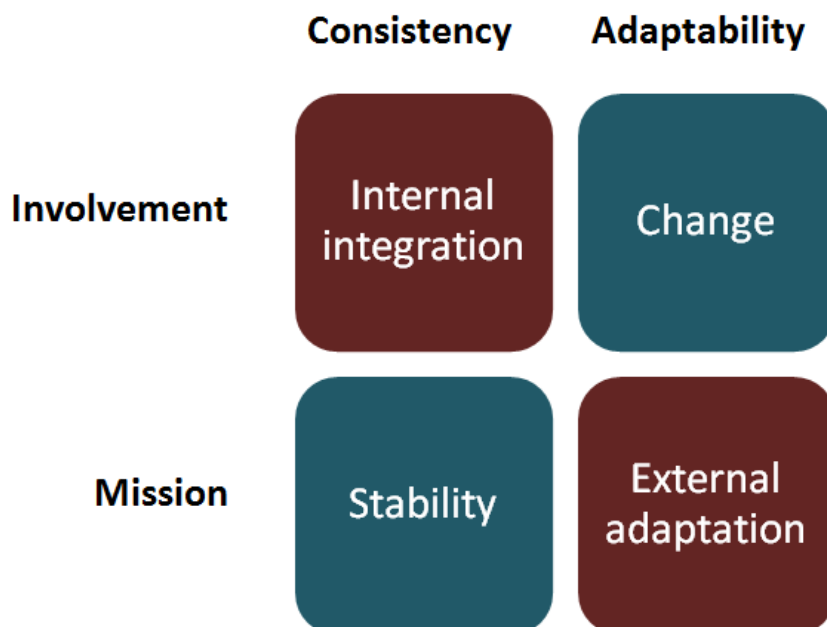 Consistency Adaptability
Involvement
Internal
integration
Change
Mission
Stability
External
adaptation